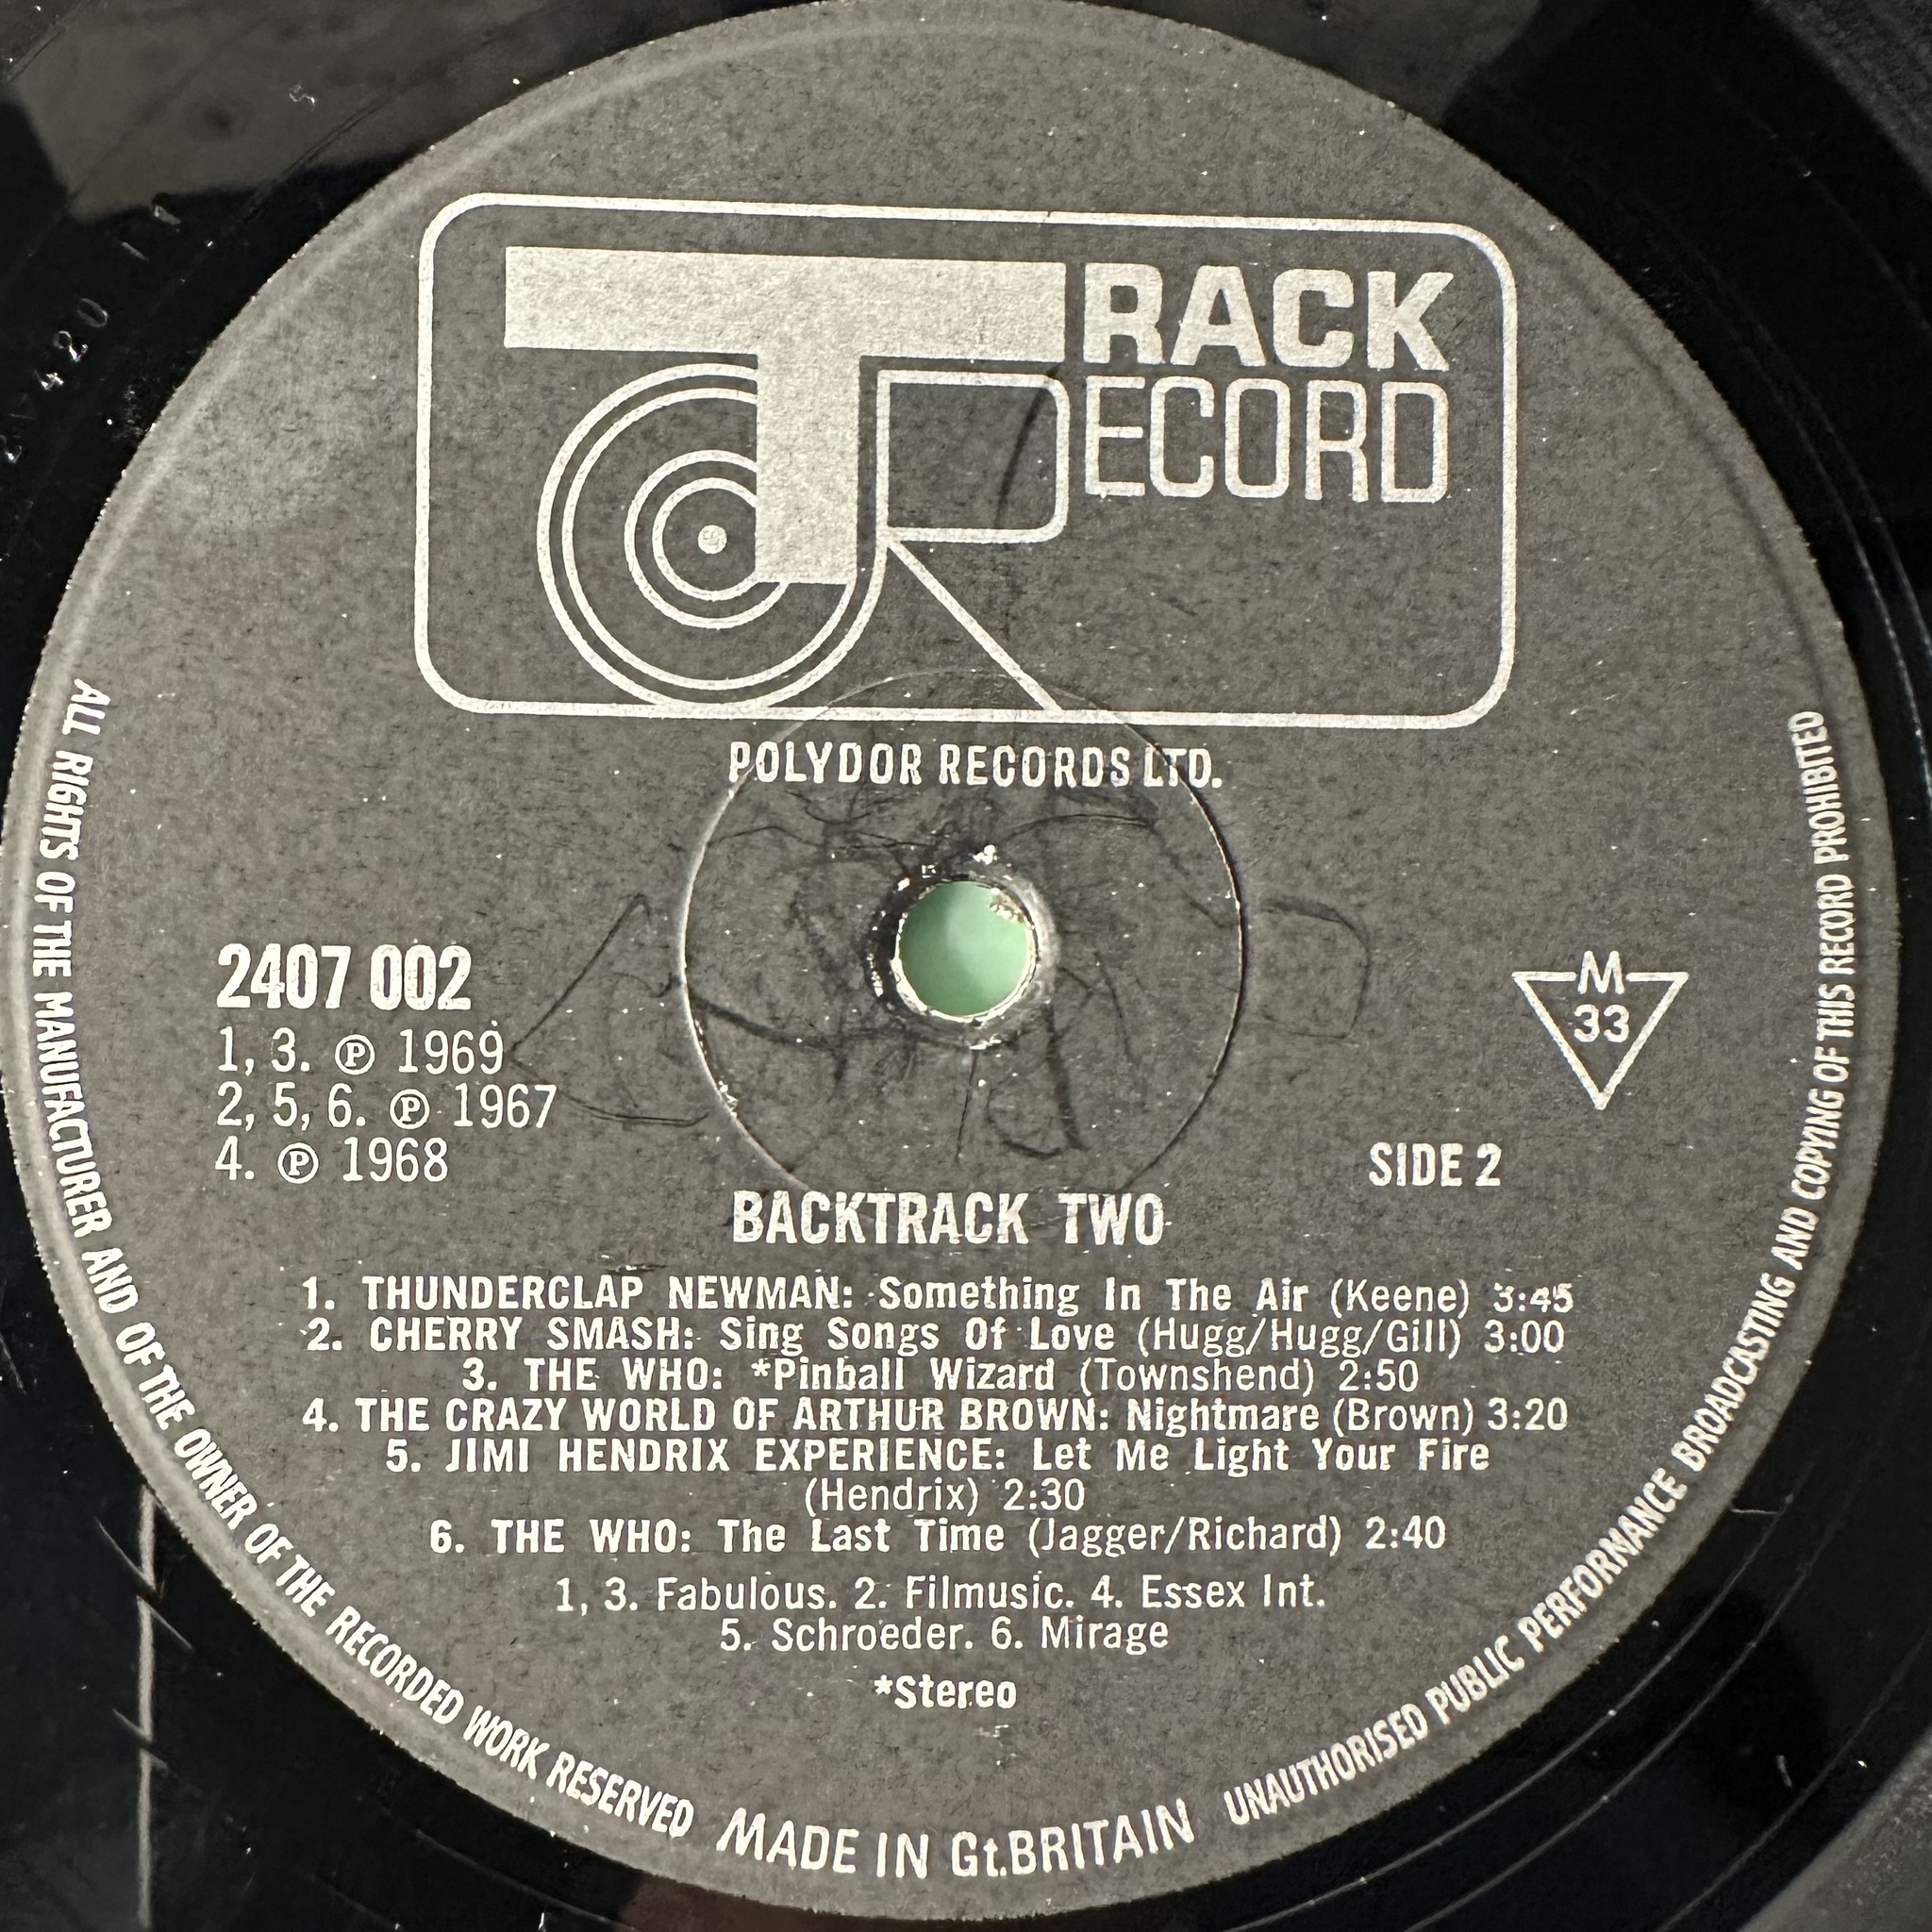 TRACK
RECORD
POLYDOR RECORDS LTD.
2407 002
1, 3. Ⓟ 1969
2, 5, 6. Ⓟ 1967
4. Ⓟ 1968
M
33
SIDE 2
BACKTRACK TWO
1. THUNDERCLAP NEWMAN: Something In The Air (Keene) 3:45
2. CHERRY SMASH: Sing Songs Of Love (Hugg/Hugg/Gill) 3:00
3. THE WHO: *Pinball Wizard (Townshend) 2:50
4. THE CRAZY WORLD OF ARTHUR BROWN: Nightmare (Brown) 3:20
5. JIMI HENDRIX EXPERIENCE: Let Me Light Your Fire
(Hendrix) 2:30
6. THE WHO: The Last Time (Jagger/Richard) 2:40
1, 3. Fabulous. 2. Filmusic. 4. Essex Int.
5. Schroeder. 6. Mirage
*Stereo
ALL RIGHTS OF THE MANUFACTURER AND OF THE OWNER OF THE RECORDED WORK RESERVED
MADE IN Gt.BRITAIN
UNAUTHORISED PUBLIC PERFORMANCE BROADCASTING AND COPYING OF THIS RECORD PROHIBITED